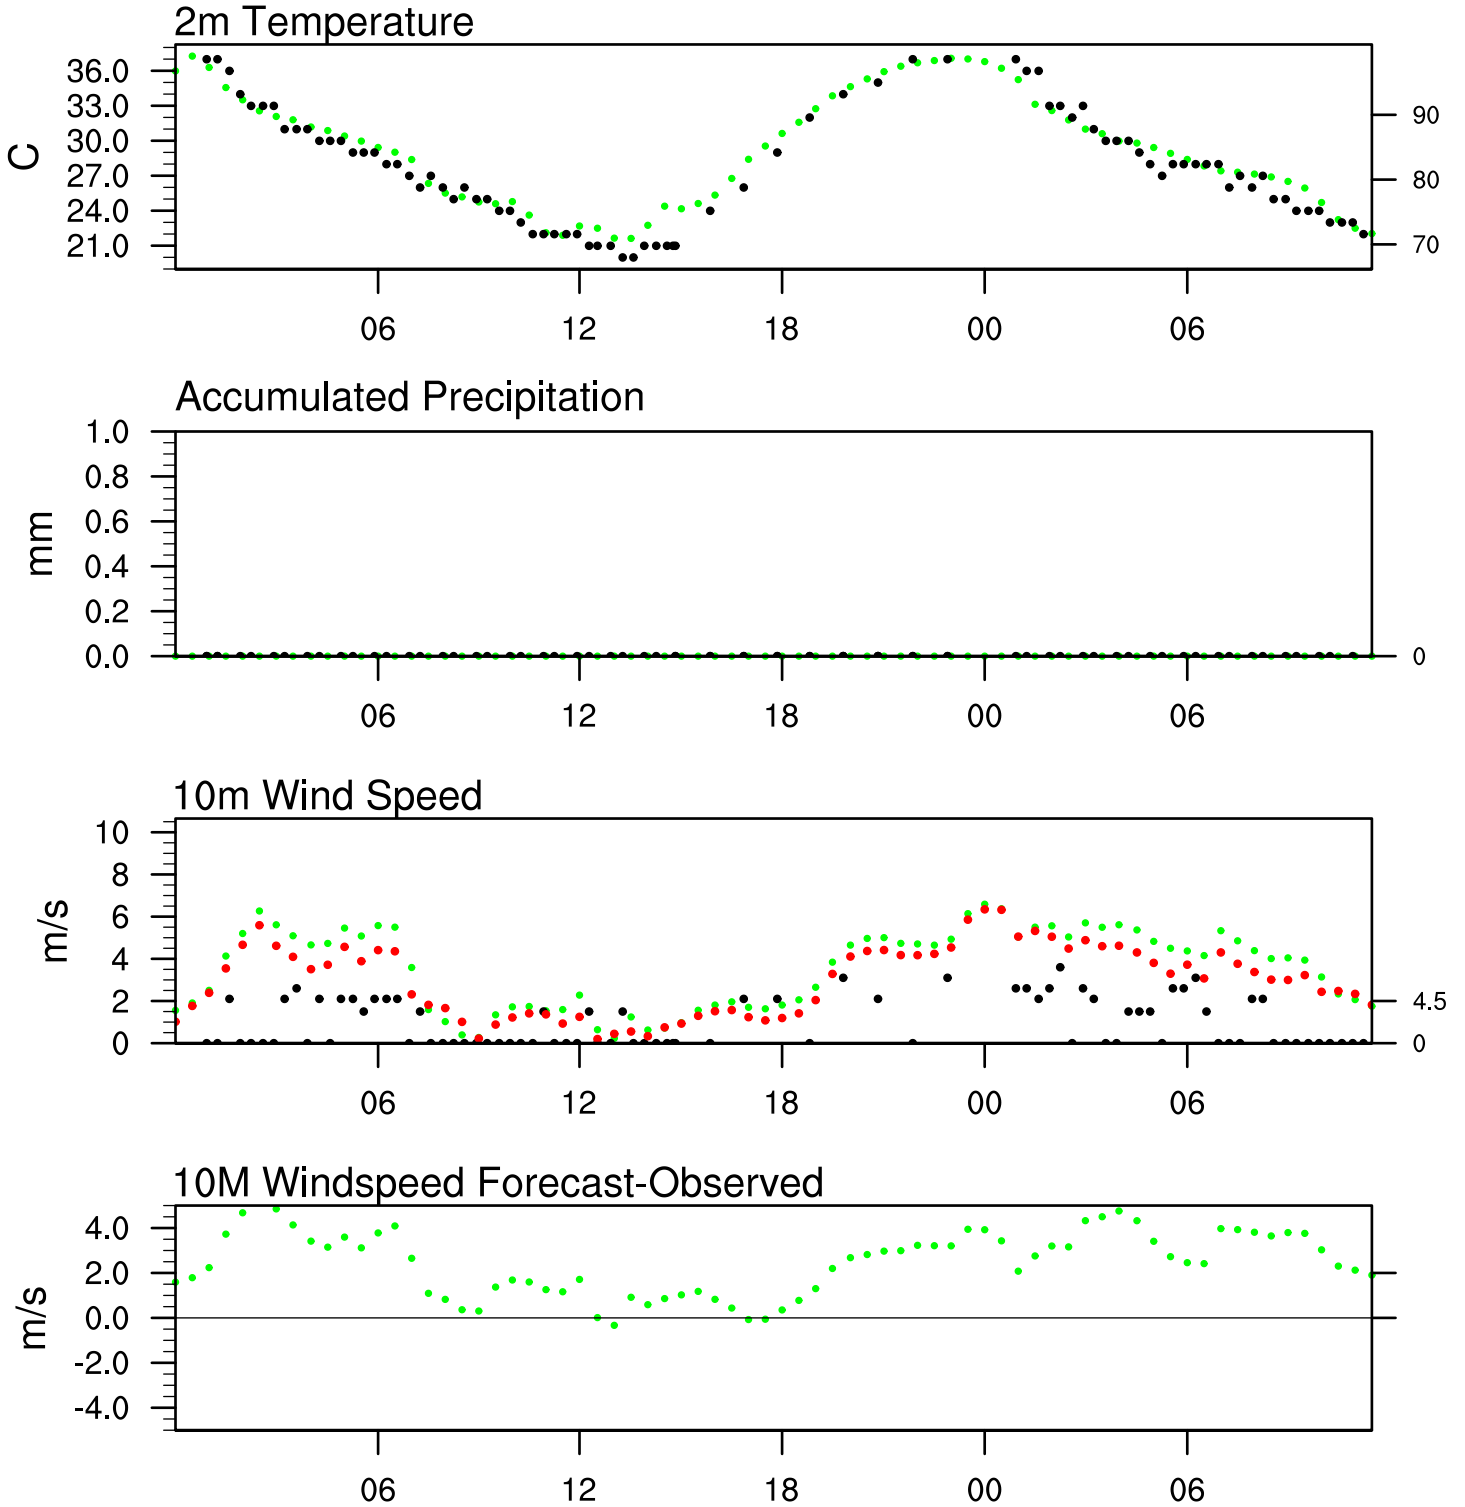 2m Temperature
36.0
33.0
30.0
27.0
24.0
21.0
C
90
80
70
06 12 18 00 06
Accumulated Precipitation
1.0
0.8
0.6
0.4
0.2
0.0
mm
0
06 12 18 00 06
10m Wind Speed
10
8
6
4
2
0
m/s
4.5
0
06 12 18 00 06
10M Windspeed Forecast-Observed
4.0
2.0
0.0
-2.0
-4.0
m/s
06 12 18 00 06